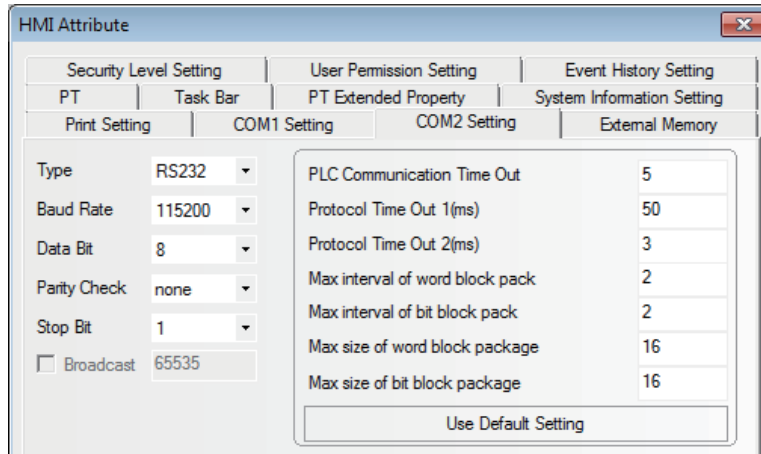 HMI Attribute
Security Level Setting User Permission Setting Event History Setting
PT Task Bar PT Extended Property System Information Setting
Print Setting COM1 Setting COM2 Setting External Memory
Type RS232
Baud Rate 115200
Data Bit 8
Parity Check none
Stop Bit 1
Broadcast 65535
PLC Communication Time Out 5
Protocol Time Out 1(ms) 50
Protocol Time Out 2(ms) 3
Max interval of word block pack 2
Max interval of bit block pack 2
Max size of word block package 16
Max size of bit block package 16
Use Default Setting